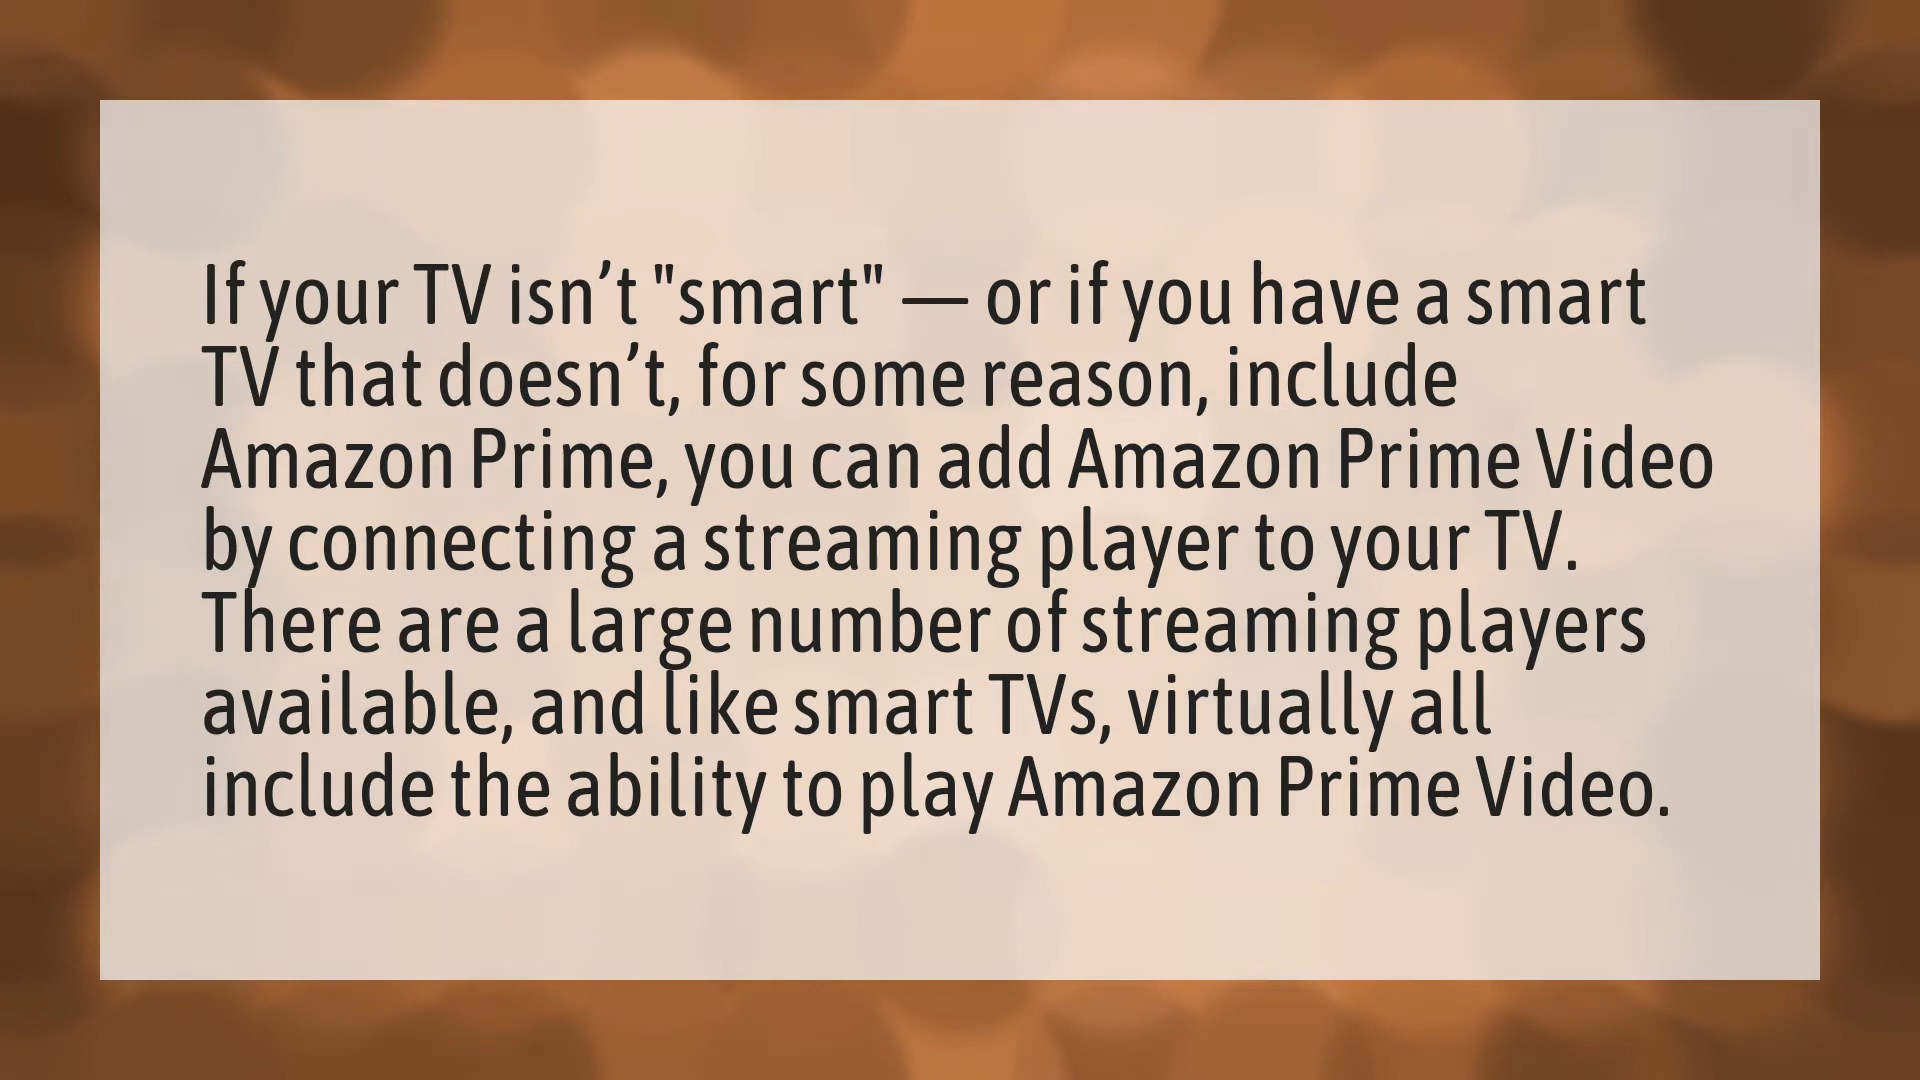 If your TV isn’t "smart" — or if you have a smart
TV that doesn’t, for some reason, include
Amazon Prime, you can add Amazon Prime Video
by connecting a streaming player to your TV.
There are a large number of streaming players
available, and like smart TVs, virtually all
include the ability to play Amazon Prime Video.